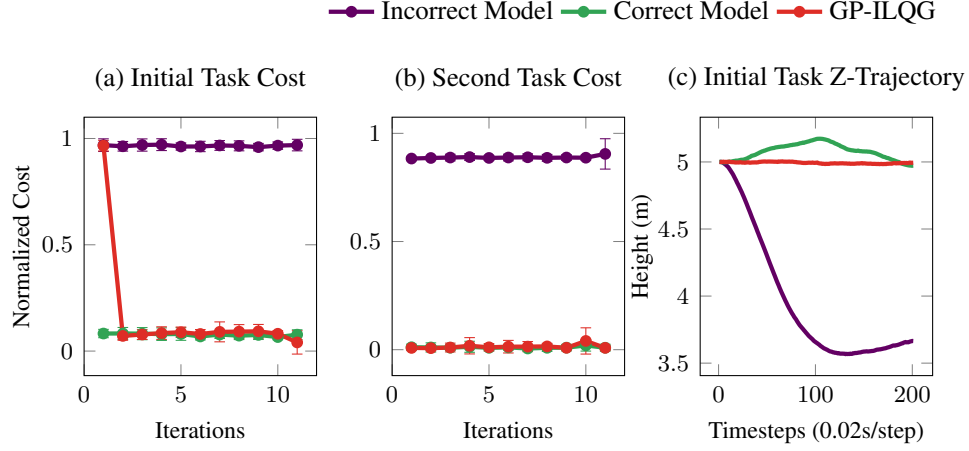 Incorrect Model Correct Model GP-ILQG
(a) Initial Task Cost
(b) Second Task Cost
(c) Initial Task Z-Trajectory
Normalized Cost
1
0.5
0
0 5 10
Iterations
1
0.5
0
0 5 10
Iterations
Height (m)
5
4.5
4
3.5
0 100 200
Timesteps (0.02s/step)